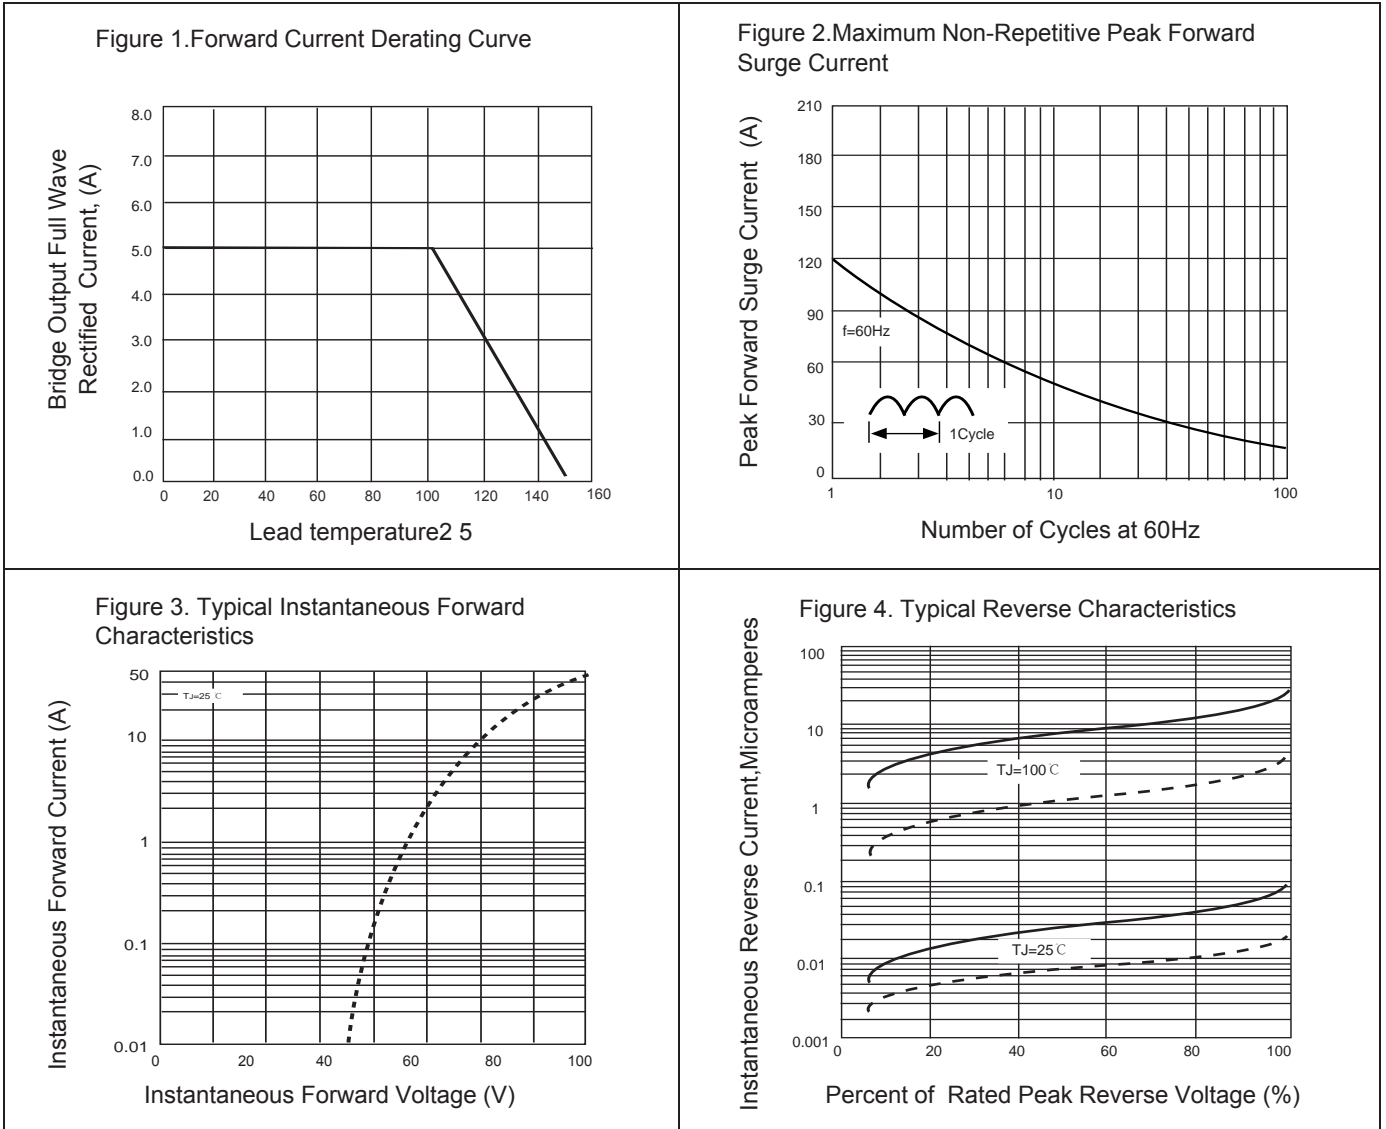 Figure 1.Forward Current Derating Curve
Bridge Output Full Wave
Rectified Current, (A)
8.0
7.0
6.0
5.0
4.0
3.0
2.0
1.0
0.0
0 20 40 60 80 100 120 140 160
Lead temperature2 5
Figure 2.Maximum Non-Repetitive Peak Forward
Surge Current
Peak Forward Surge Current (A)
210
180
150
120
90
60
30
0
f=60Hz
1Cycle
1 10 100
Number of Cycles at 60Hz
Figure 3. Typical Instantaneous Forward
Characteristics
Instantaneous Forward Current (A)
50
10
1
0.1
0.01
TJ=25℃
0 20 40 60 80 100
Instantaneous Forward Voltage (V)
Figure 4. Typical Reverse Characteristics
Instantaneous Reverse Current,Microamperes
100
10
1
0.1
0.01
0.001
TJ=100℃
TJ=25℃
0 20 40 60 80 100
Percent of Rated Peak Reverse Voltage (%)